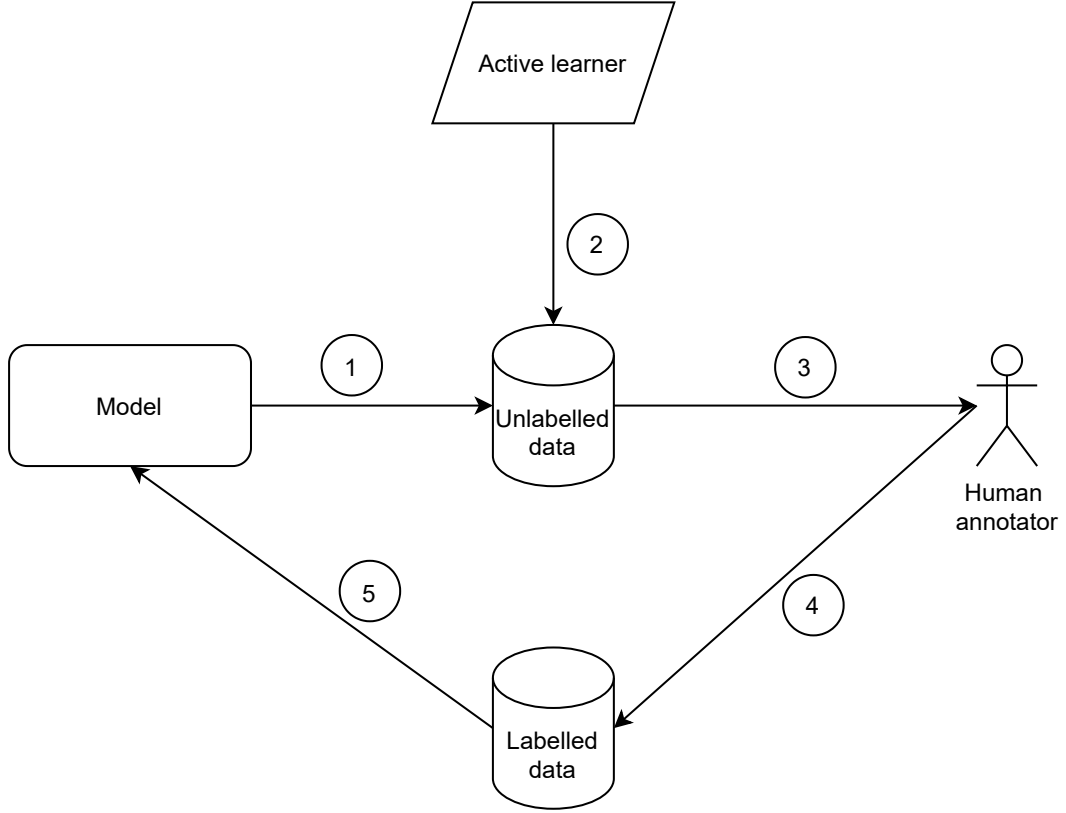 Active learner
2
1
3
Model
Unlabelled
data
Human
annotator
5
4
Labelled
data